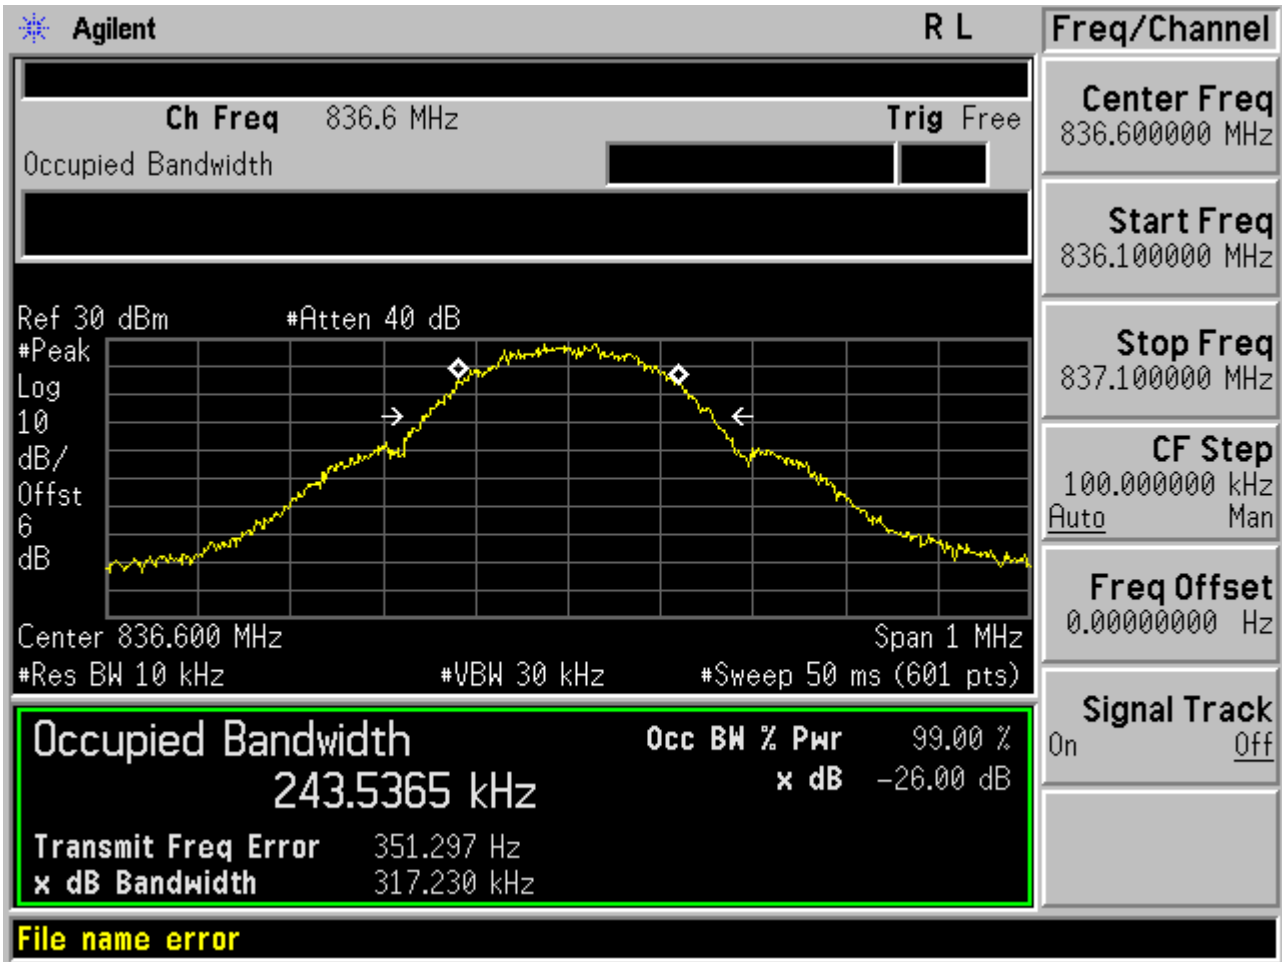 Agilent R L
Freq/Channel
Ch Freq 836.6 MHz Trig Free
Occupied Bandwidth
Center Freq
836.600000 MHz
Start Freq
836.100000 MHz
Stop Freq
837.100000 MHz
CF Step
100.000000 kHz
Auto Man
Freq Offset
0.00000000 Hz
Signal Track
On Off
Ref 30 dBm #Atten 40 dB
#Peak
Log
10
dB/
Offst
6
dB
Center 836.600 MHz Span 1 MHz
#Res BW 10 kHz #VBW 30 kHz #Sweep 50 ms (601 pts)
Occupied Bandwidth
243.5365 kHz
Occ BW % Pwr 99.00 %
x dB -26.00 dB
Transmit Freq Error 351.297 Hz
x dB Bandwidth 317.230 kHz
File name error